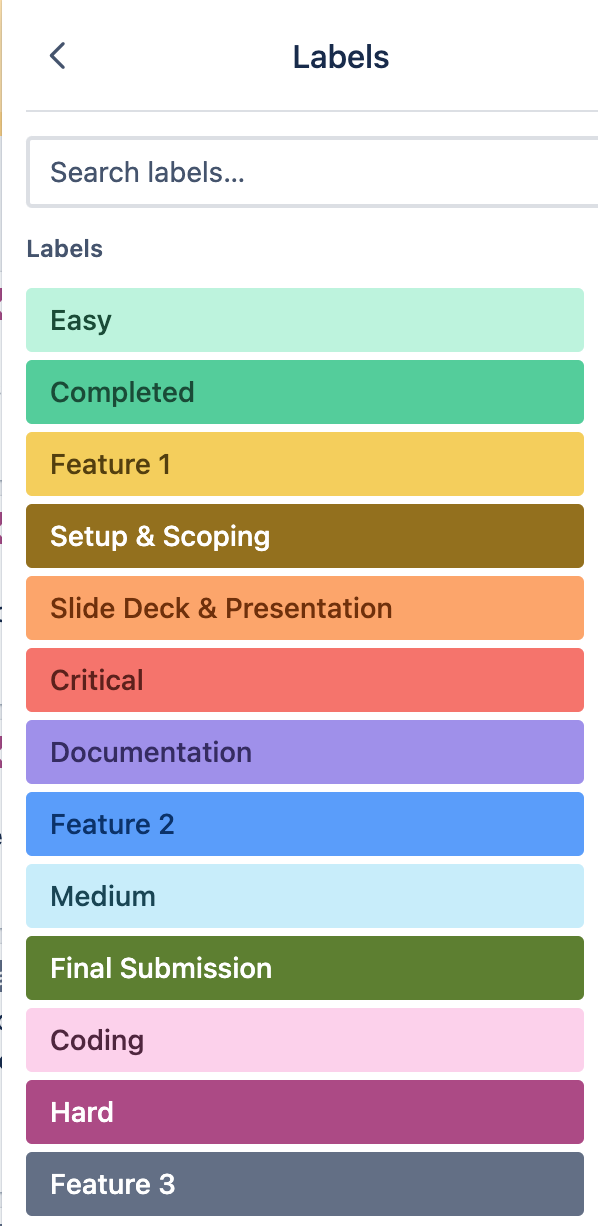 Labels
Search labels...
Labels
Easy
Completed
Feature 1
Setup & Scoping
Slide Deck & Presentation
Critical
Documentation
Feature 2
Medium
Final Submission
Coding
Hard
Feature 3